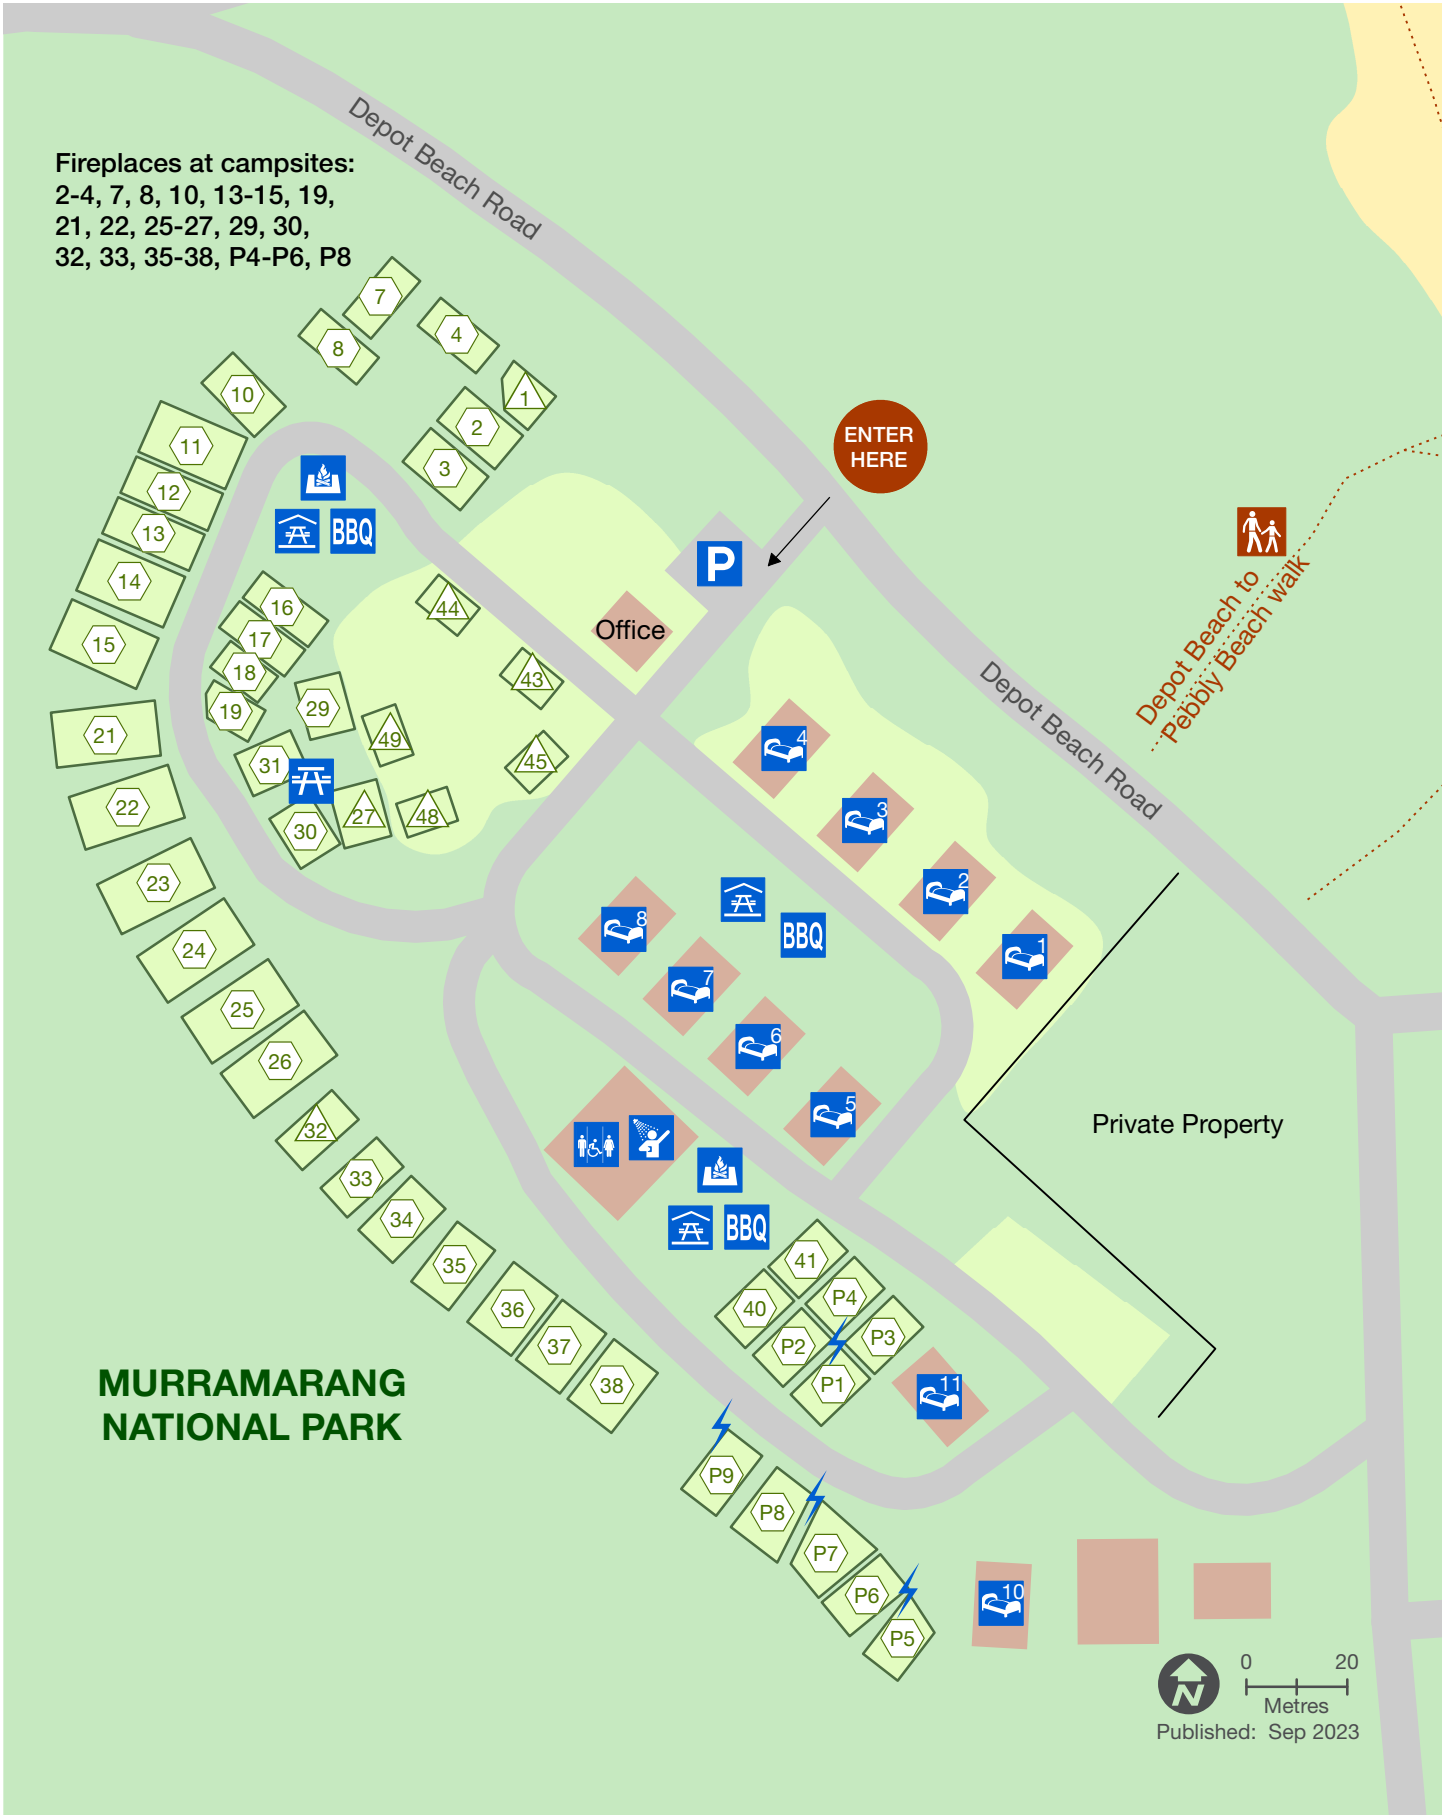 Depot Beach Road
Fireplaces at campsites:
2-4, 7, 8, 10, 13-15, 19,
21, 22, 25-27, 29, 30,
32, 33, 35-38, P4-P6, P8
7
4
8
1
10
2
11
3
12
13
14
15
ENTER
HERE
BBQ
P
Office
16
17
18
19
44
43
29
49
45
21
31
22
30
27
48
23
24
25
26
32
33
34
35
36
37
38
Depot Beach to
Pebbly Beach walk
Depot Beach Road
4
3
2
1
8
BBQ
7
6
5
Private Property
BBQ
41
40
P4
P2
P3
P1
11
MURRAMARANG
NATIONAL PARK
P9
P8
P7
P6
P5
10
N
0 20
Metres
Published: Sep 2023